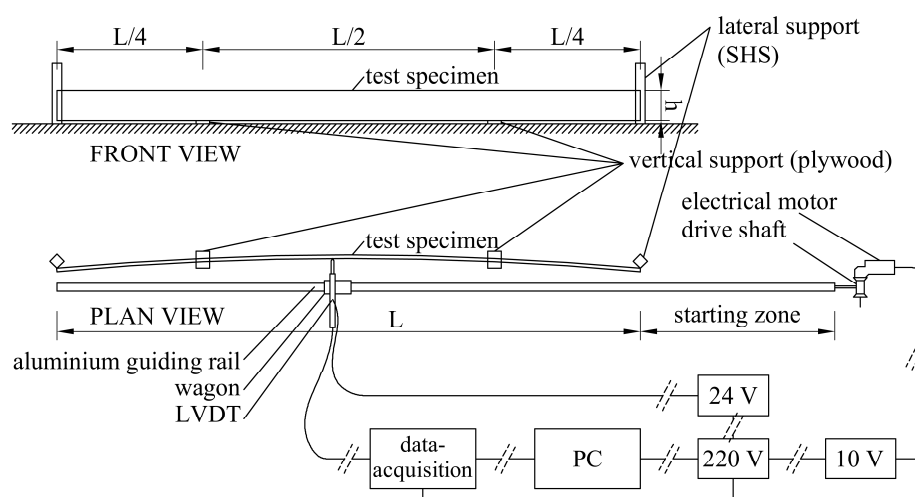 L/4
L/2
L/4
lateral support
(SHS)
test specimen
h
FRONT VIEW
vertical support (plywood)
electrical motor
drive shaft
test specimen
PLAN VIEW
L
starting zone
aluminium guiding rail
wagon
LVDT
24 V
data-
acquisition
PC
220 V
10 V